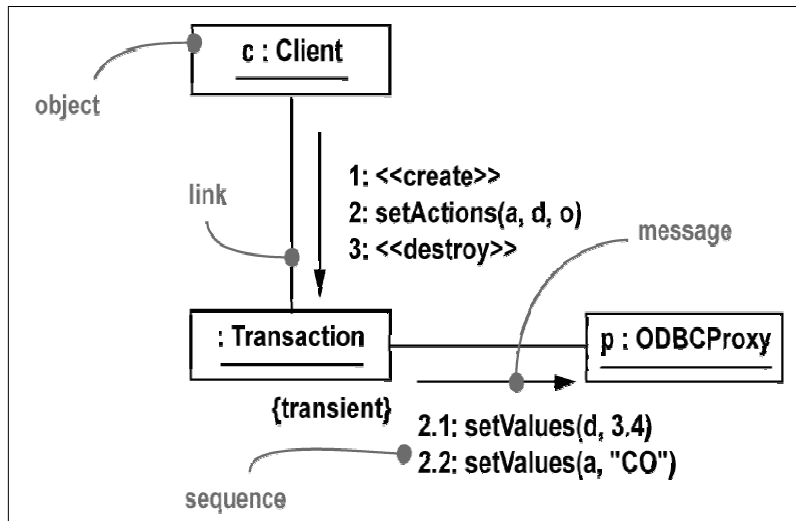 c : Client
object
1: <<create>>
link
2: setActions(a, d, o)
message
3: <<destroy>>
: Transaction
p : ODBCProxy
{transient}
2.1: setValues(d, 3.4)
2.2: setValues(a, "CO")
sequence